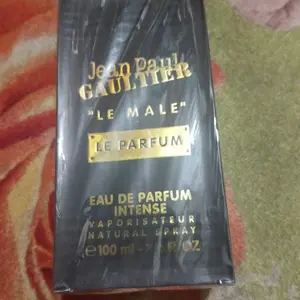 Jean Paul
GAULTIER
"LE MALE"
LE PARFUM
EAU DE PARFUM
INTENSE
VAPORISATEUR
NATURAL SPRAY
e 100 ml